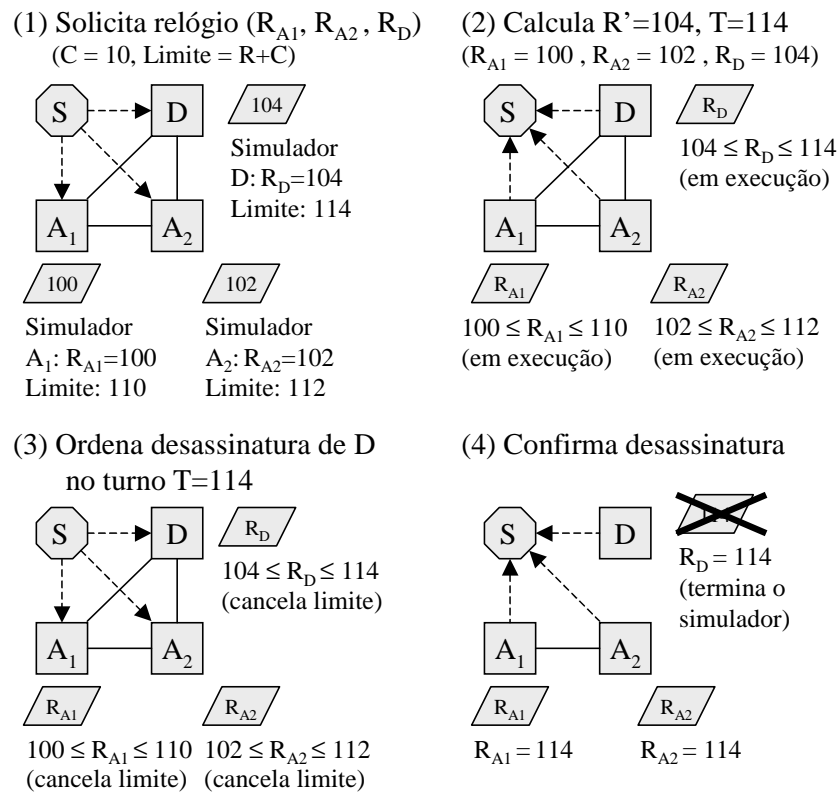 (1) Solicita relógio (R_A1, R_A2 , R_D)
(C = 10, Limite = R+C)
S
D
104
Simulador
D: R_D=104
Limite: 114
A_1
A_2
100
102
Simulador
A_1: R_A1=100
Limite: 110
Simulador
A_2: R_A2=102
Limite: 112
(2) Calcula R’=104, T=114
(R_A1 = 100 , R_A2 = 102 , R_D = 104)
S
D
R_D
104 ≤ R_D ≤ 114
(em execução)
A_1
A_2
R_A1
R_A2
100 ≤ R_A1 ≤ 110
(em execução)
102 ≤ R_A2 ≤ 112
(em execução)
(3) Ordena desassinatura de D
no turno T=114
S
D
R_D
104 ≤ R_D ≤ 114
(cancela limite)
A_1
A_2
R_A1
R_A2
100 ≤ R_A1 ≤ 110
(cancela limite)
102 ≤ R_A2 ≤ 112
(cancela limite)
(4) Confirma desassinatura
S
D
R_D = 114
(termina o
simulador)
A_1
A_2
R_A1
R_A2
R_A1 = 114
R_A2 = 114